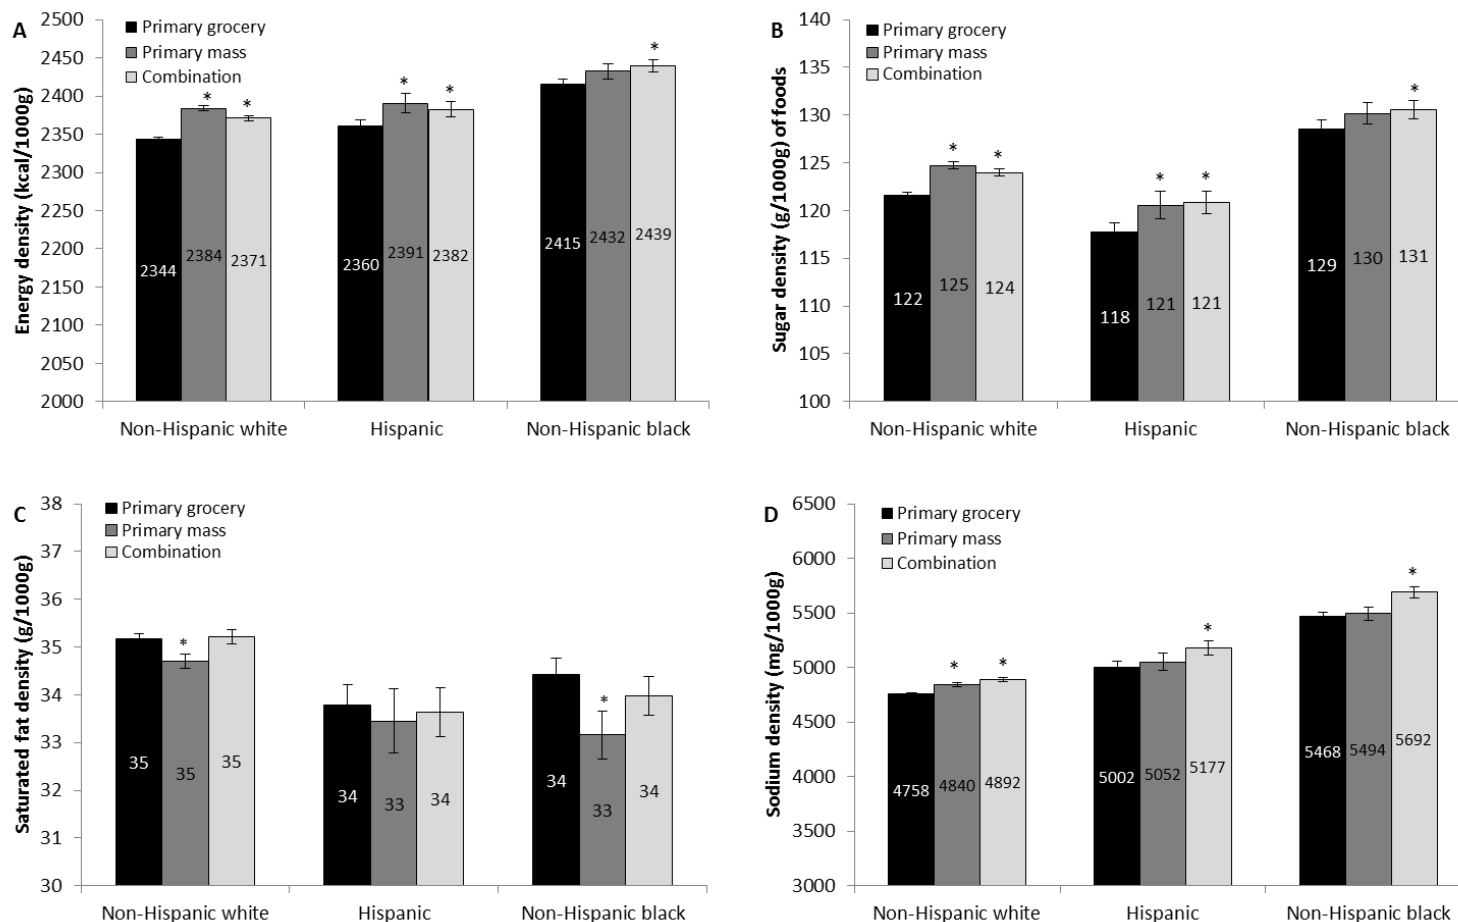 A
Energy density (kcal/1000g)
2500
2450
2400
2350
2300
2250
2200
2150
2100
2050
2000
Primary grocery
Primary mass
Combination
* * * * *
2344 2384 2371 2360 2391 2382 2415 2432 2439
Non-Hispanic white Hispanic Non-Hispanic black
B
Sugar density (g/1000g) of foods
140
135
130
125
120
115
110
105
100
Primary grocery
Primary mass
Combination
* * * * *
122 125 124 118 121 121 129 130 131
Non-Hispanic white Hispanic Non-Hispanic black
C
Saturated fat density (g/1000g)
38
37
36
35
34
33
32
31
30
Primary grocery
Primary mass
Combination
* *
35 35 35 34 33 34 34 33 34
Non-Hispanic white Hispanic Non-Hispanic black
D
Sodium density (mg/1000g)
6500
6000
5500
5000
4500
4000
3500
3000
Primary grocery
Primary mass
Combination
* * * *
4758 4840 4892 5002 5052 5177 5468 5494 5692
Non-Hispanic white Hispanic Non-Hispanic black